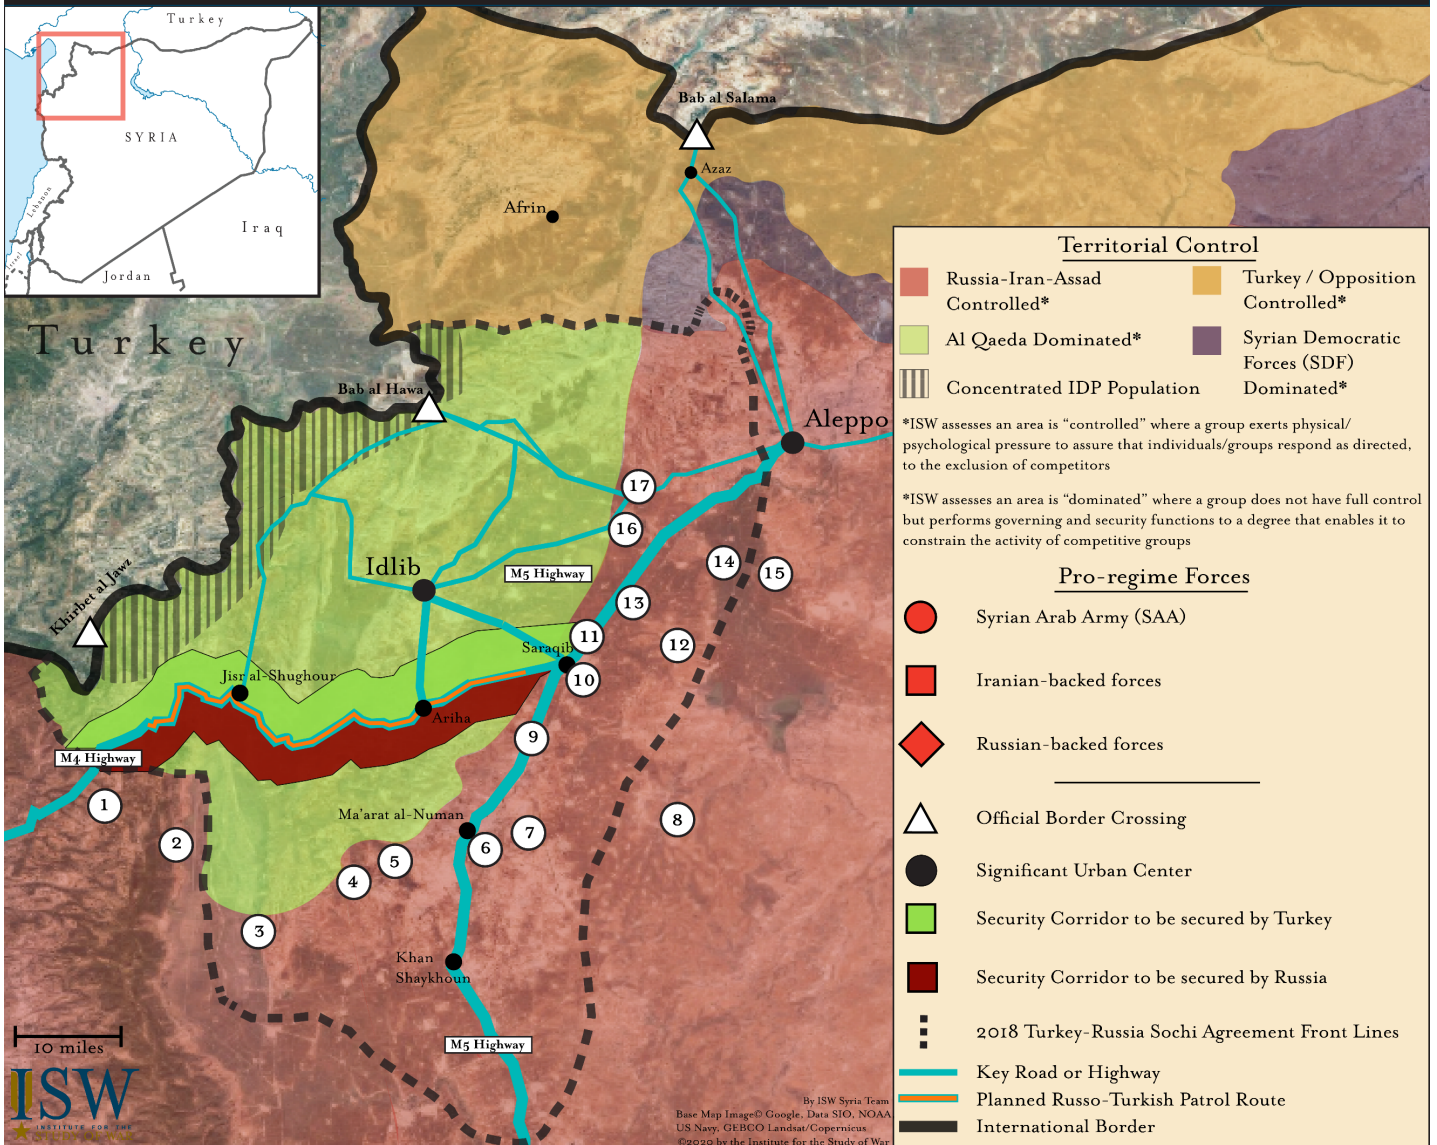 Turkey
SYRIA
Lebanon
Israel
Iraq
Jordan
Turkey
Bab al Salama
Azaz
Afrin
Bab al Hawa
Aleppo
Khirbet al Jawz
Idlib
M5 Highway
17
16
14
15
13
12
11
Saraqib
10
Jisr al-Shughour
Ariha
9
M4 Highway
1
2
Ma'arat al-Numan
8
7
6
5
4
3
Khan
Shaykhoun
M5 Highway
10 miles
ISW
INSTITUTE FOR THE
By ISW Syria Team
Base Map Image© Google, Data SIO, NOAA,
US Navy, GEBCO Landsat/Copernicus
©2020 by the Institute for the Study of War
Territorial Control
Russia-Iran-Assad
Controlled*
Turkey / Opposition
Controlled*
Al Qaeda Dominated*
Syrian Democratic
Forces (SDF)
Dominated*
Concentrated IDP Population
*ISW assesses an area is “controlled” where a group exerts physical/
psychological pressure to assure that individuals/groups respond as directed,
to the exclusion of competitors
*ISW assesses an area is “dominated” where a group does not have full control
but performs governing and security functions to a degree that enables it to
constrain the activity of competitive groups
Pro-regime Forces
Syrian Arab Army (SAA)
Iranian-backed forces
Russian-backed forces
Official Border Crossing
Significant Urban Center
Security Corridor to be secured by Turkey
Security Corridor to be secured by Russia
2018 Turkey-Russia Sochi Agreement Front Lines
Key Road or Highway
Planned Russo-Turkish Patrol Route
International Border